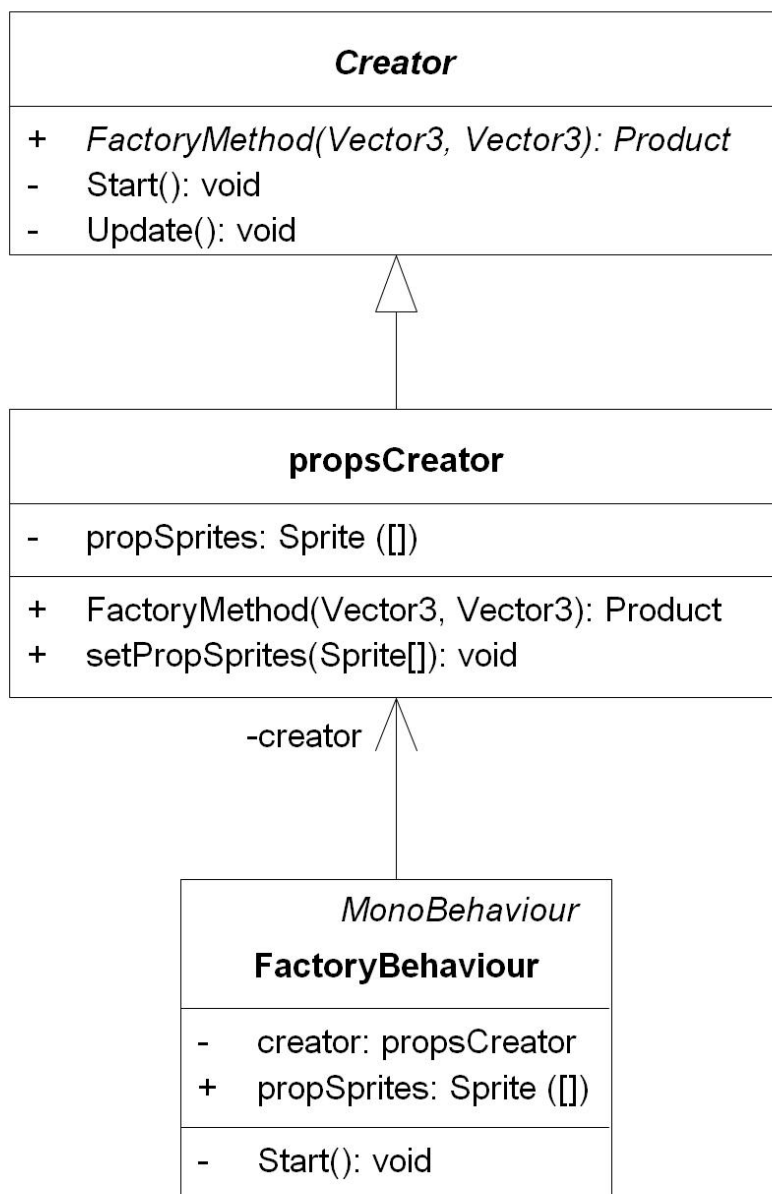 Creator
+ FactoryMethod(Vector3, Vector3): Product
- Start(): void
- Update(): void
propsCreator
- propSprites: Sprite ([])
+ FactoryMethod(Vector3, Vector3): Product
+ setPropSprites(Sprite[]): void
-creator
MonoBehaviour
FactoryBehaviour
- creator: propsCreator
+ propSprites: Sprite ([])
- Start(): void